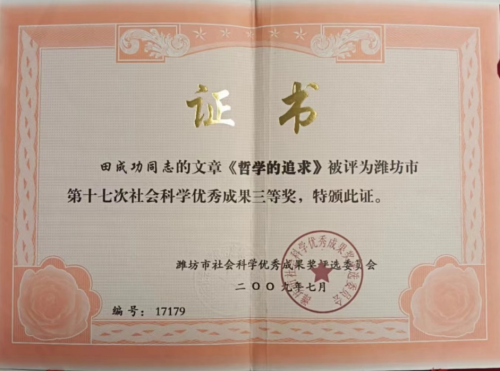 证书
田成功同志的文章《哲学的追求》被评为潍坊市
第十七次社会科学优秀成果三等奖，特颁此证。
潍坊市社会科学优秀成果奖评选委员会
二〇〇九年七月
编号：17179